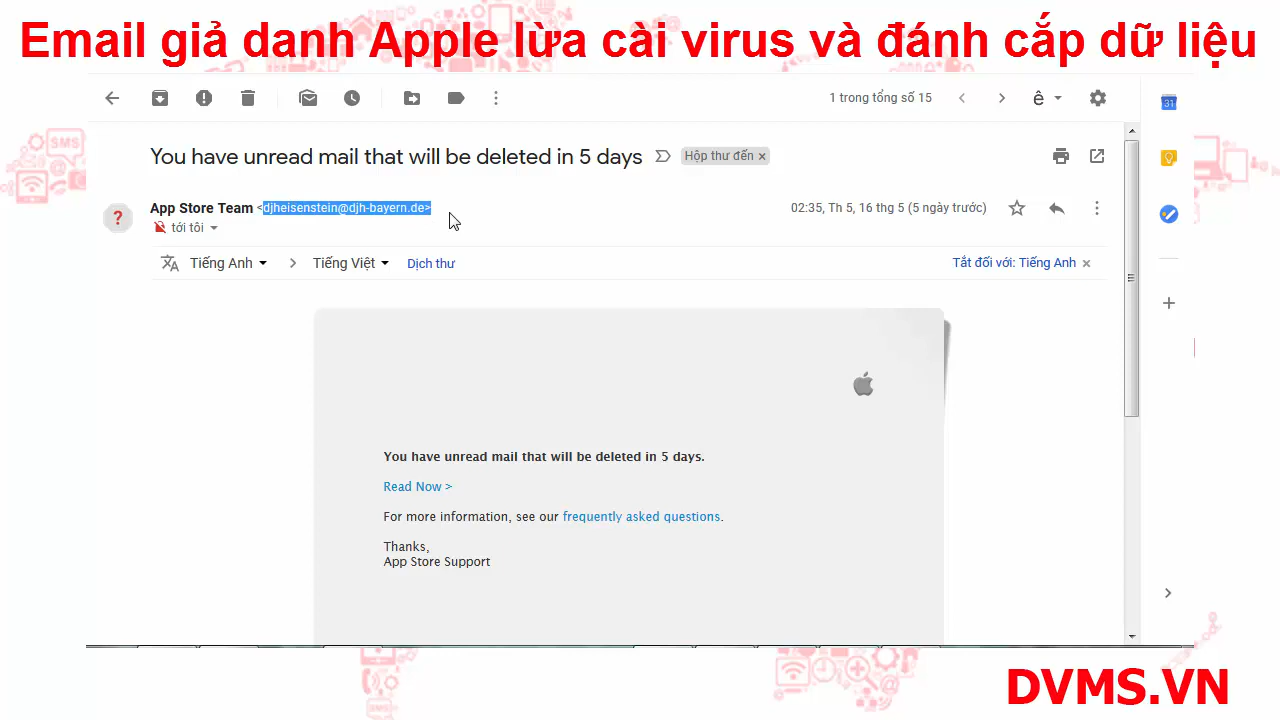 Email giả danh Apple lừa cài virus và đánh cắp dữ liệu
1 trong tổng số 15
ê
31
You have unread mail that will be deleted in 5 days
Hộp thư đến ×
SMS
?
App Store Team <djheisenstein@djh-bayern.de>
02:35, Th 5, 16 thg 5 (5 ngày trước)
tới tôi
Tiếng Anh
Tiếng Việt
Dịch thư
Tắt đối với: Tiếng Anh ×
You have unread mail that will be deleted in 5 days.
Read Now >
For more information, see our frequently asked questions.
Thanks,
App Store Support
DVMS.VN